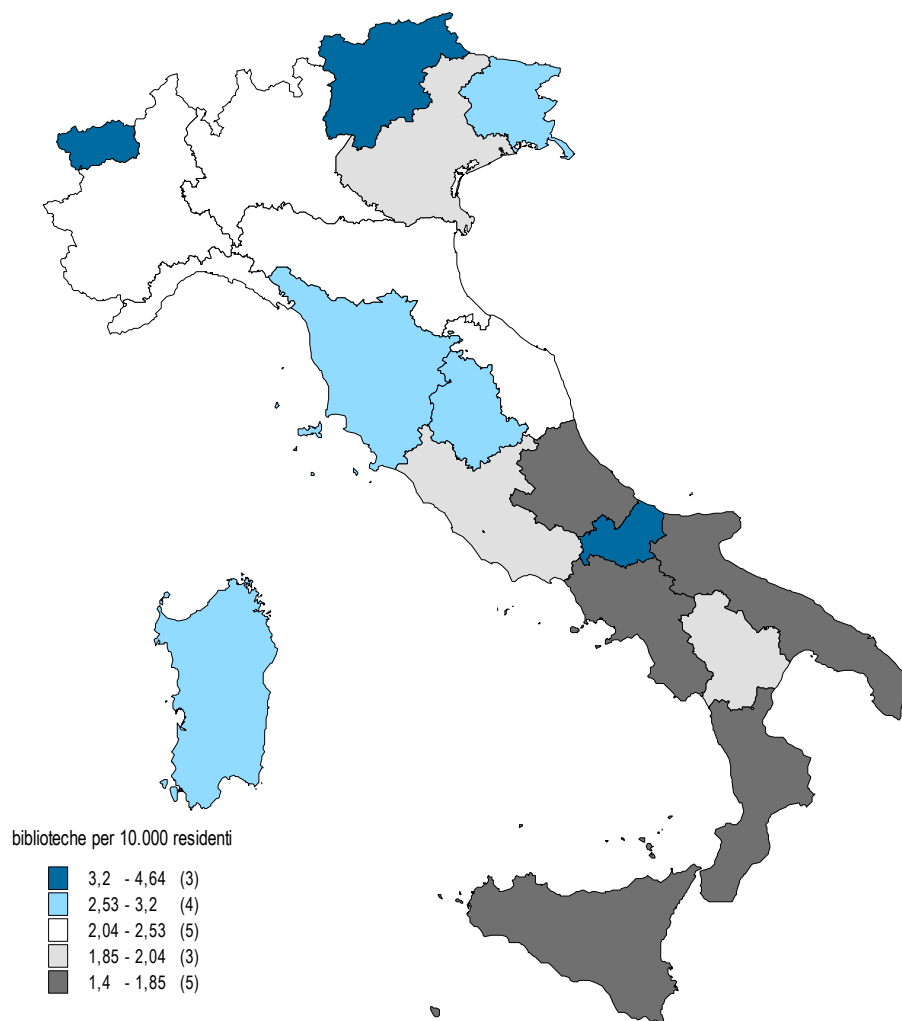 biblioteche per 10.000 residenti
3,2 - 4,64 (3)
2,53 - 3,2 (4)
2,04 - 2,53 (5)
1,85 - 2,04 (3)
1,4 - 1,85 (5)